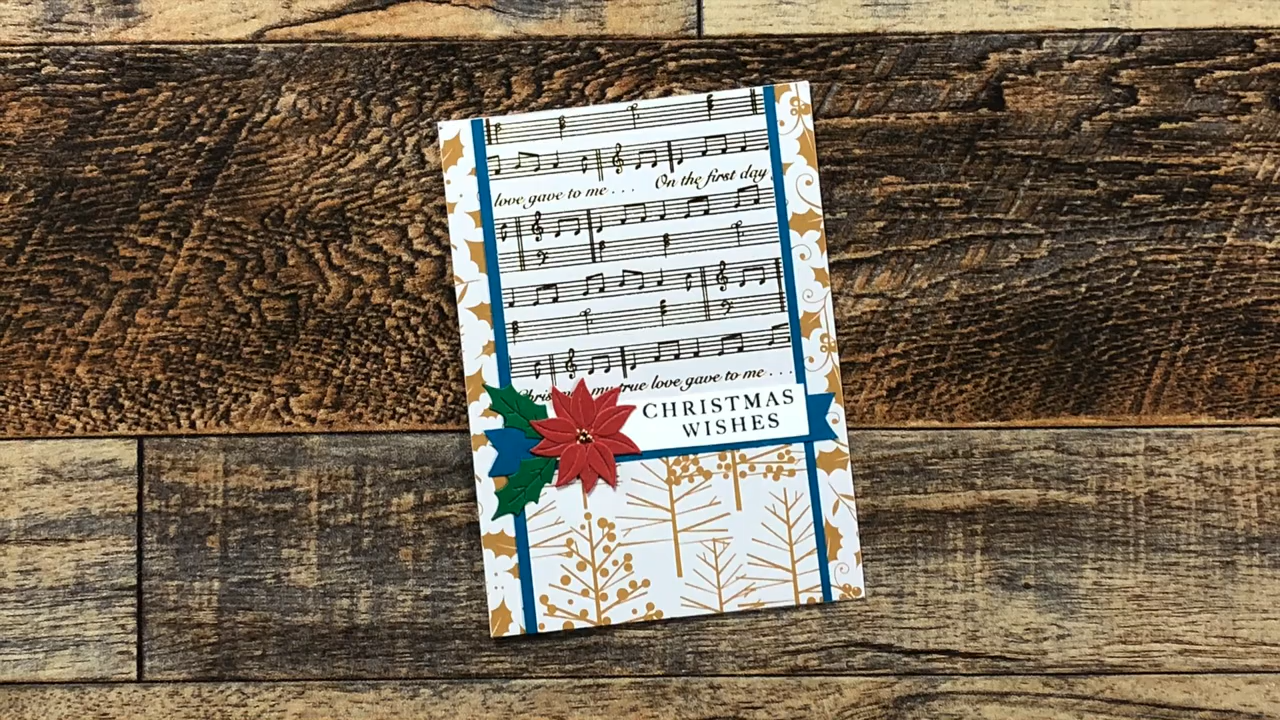 love gave to me . . . On the first day
my true love gave to me . . .
CHRISTMAS
WISHES